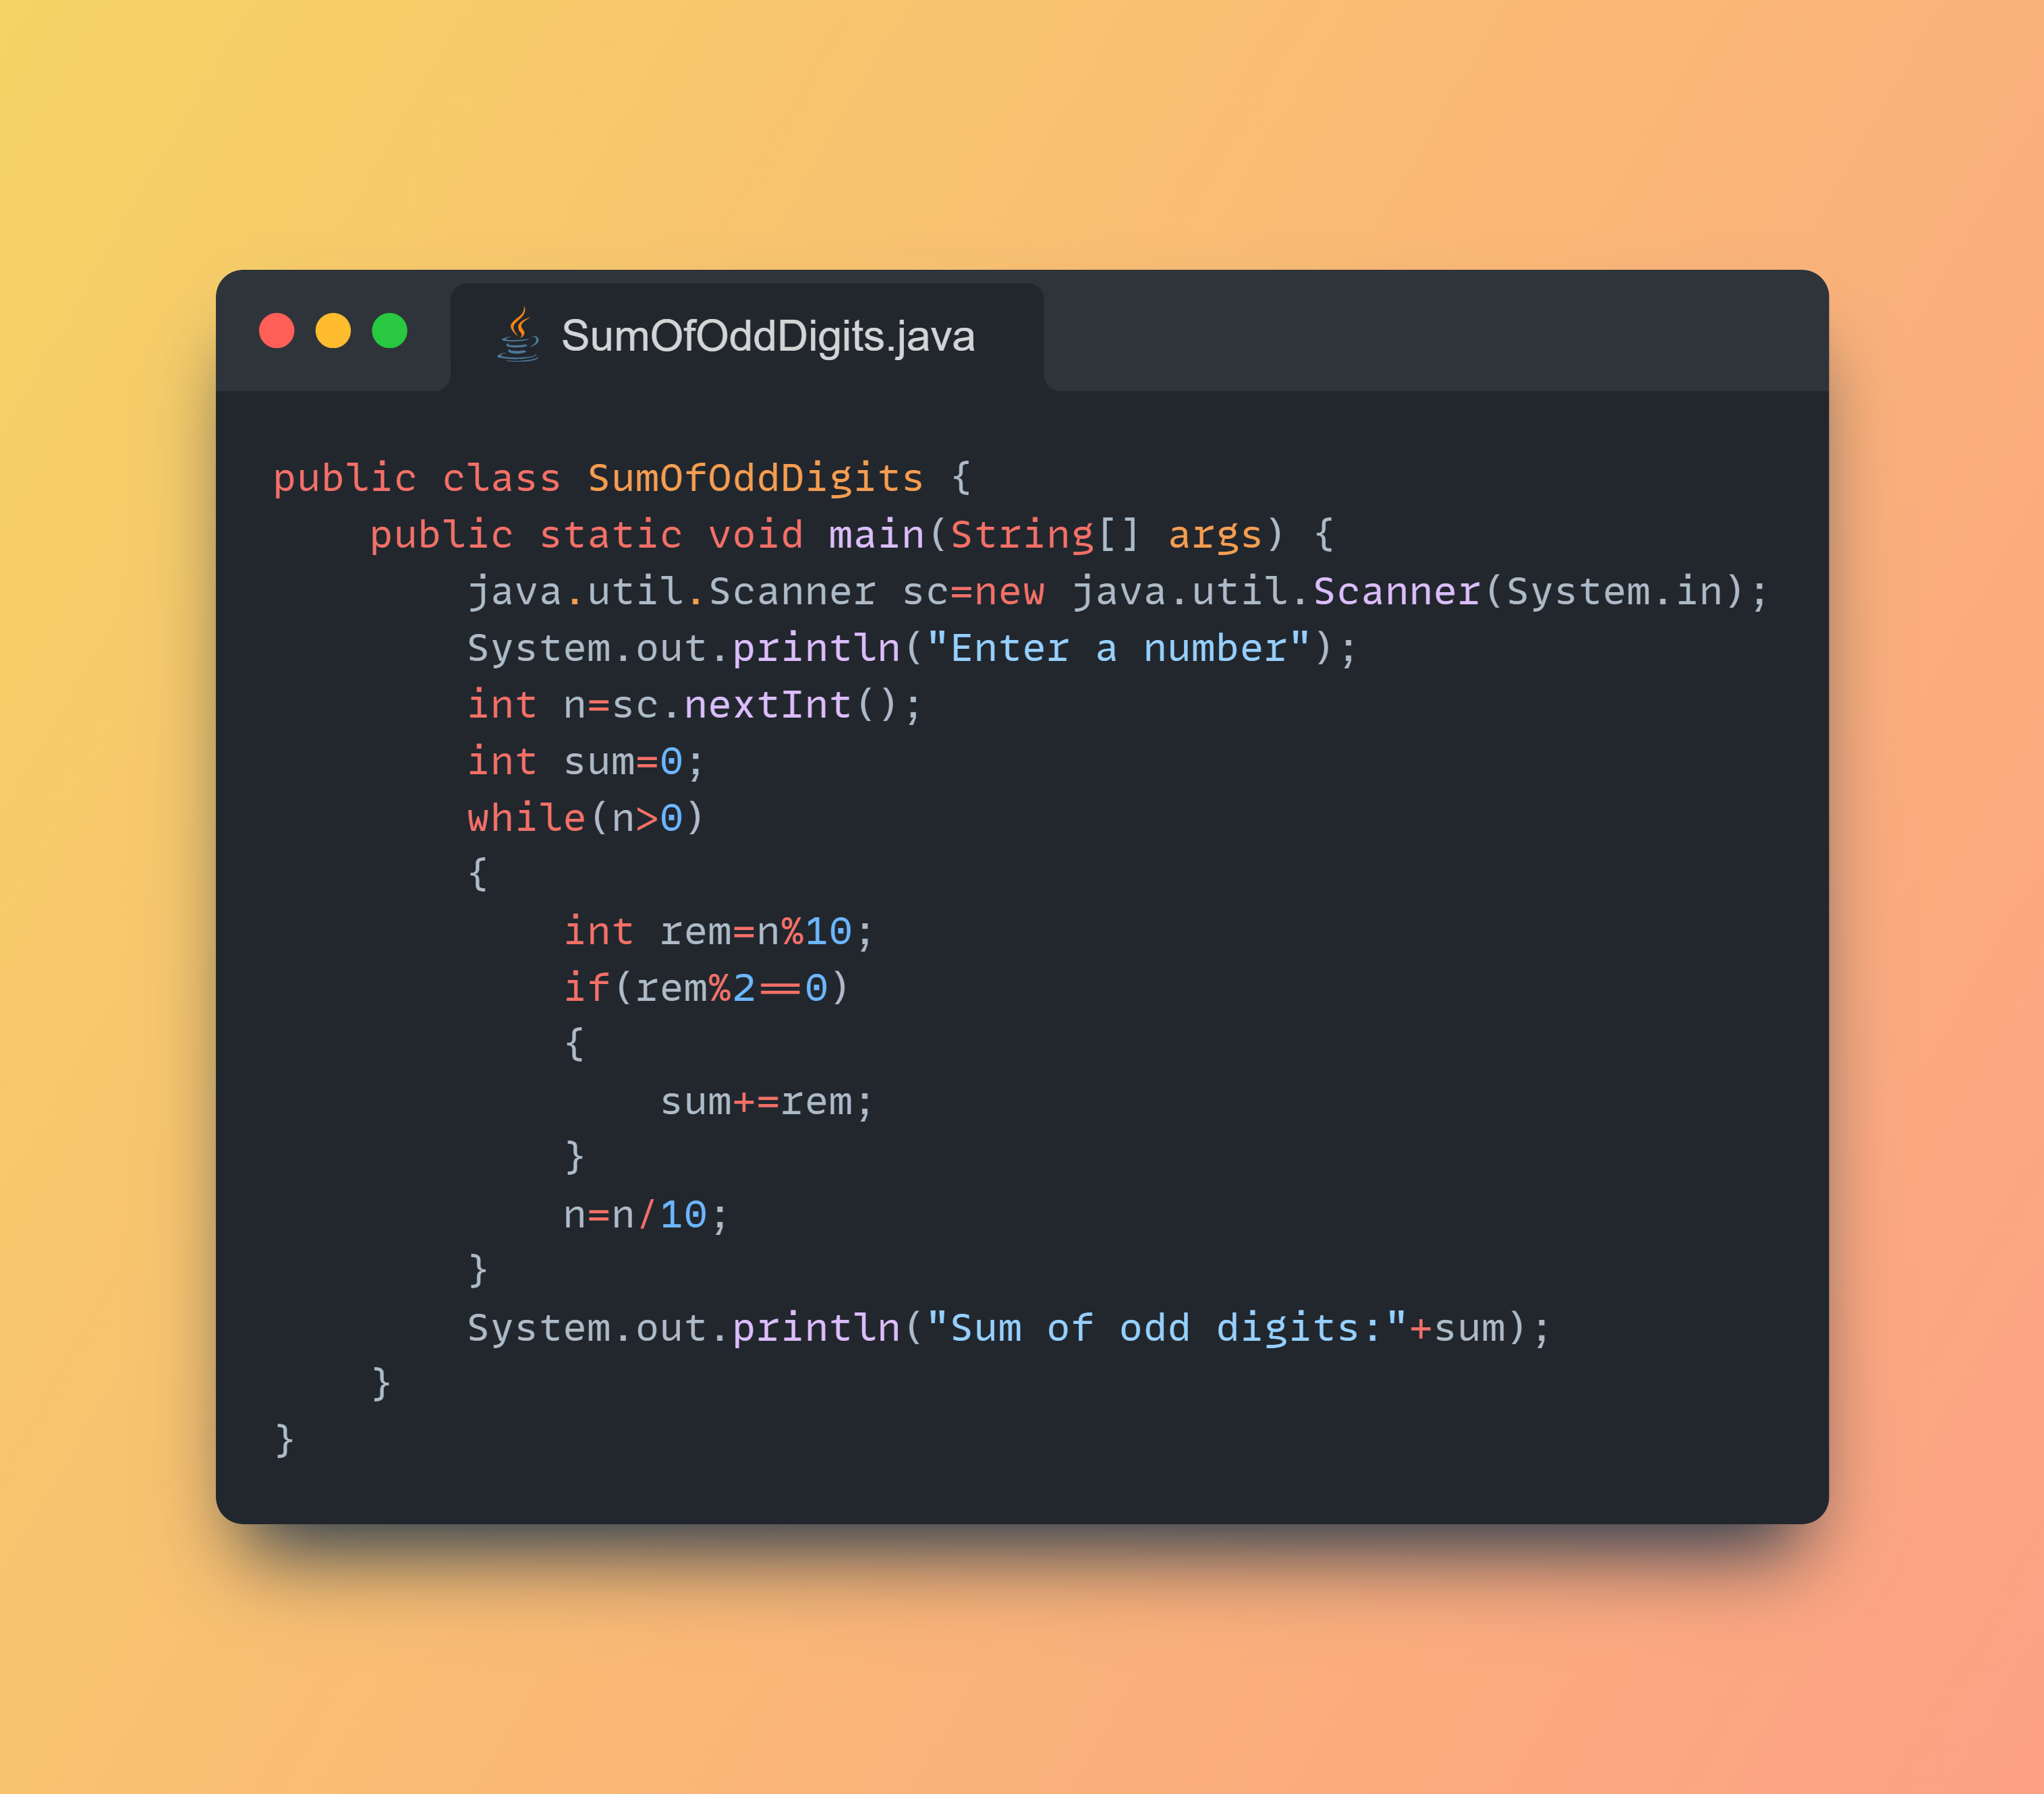 SumOfOddDigits.java
public class SumOfOddDigits {
    public static void main(String[] args) {
        java.util.Scanner sc=new java.util.Scanner(System.in);
        System.out.println("Enter a number");
        int n=sc.nextInt();
        int sum=0;
        while(n>0)
        {
            int rem=n%10;
            if(rem%2==0)
            {
                sum+=rem;
            }
            n=n/10;
        }
        System.out.println("Sum of odd digits:"+sum);
    }
}